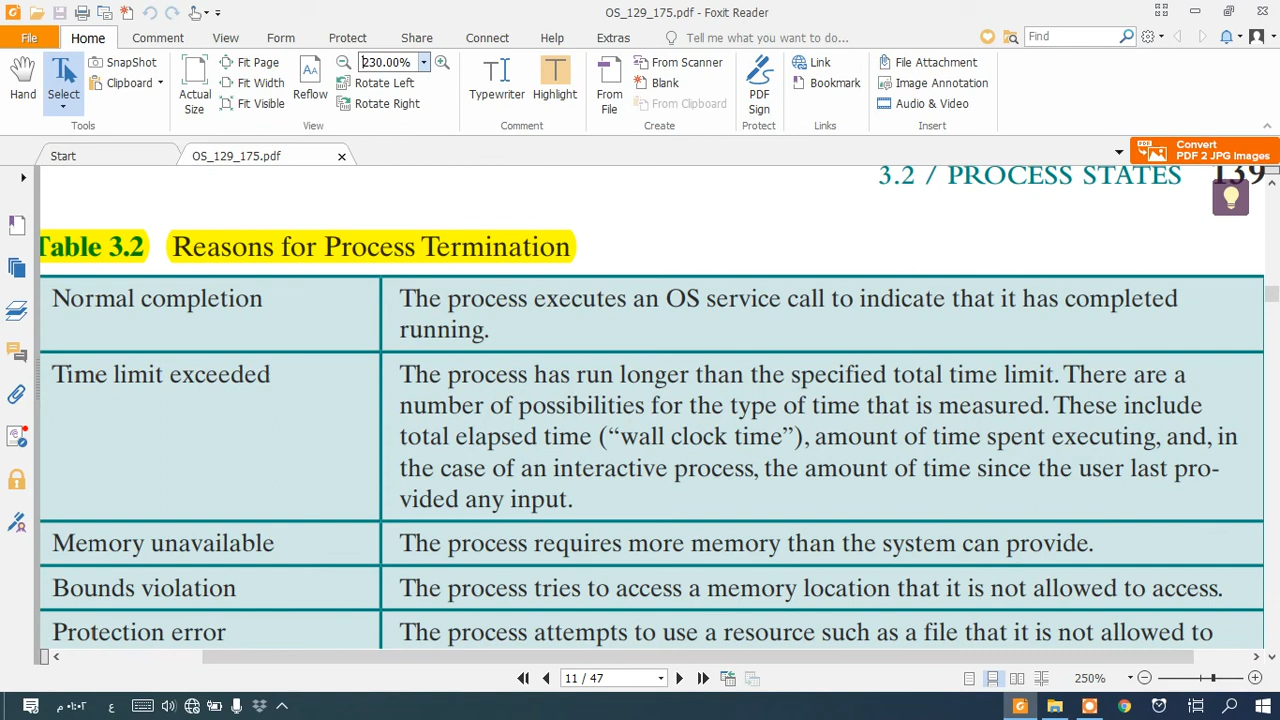 OS_129_175.pdf - Foxit Reader
File Home Comment View Form Protect Share Connect Help Extras Tell me what you want to do... Find
Hand
Select
SnapShot
Clipboard
Tools
Actual Size
Fit Page
Fit Width
Fit Visible
Reflow
230.00%
Rotate Left
Rotate Right
View
Typewriter
Highlight
Comment
From File
From Scanner
Blank
From Clipboard
Create
PDF Sign
Protect
Link
Bookmark
Links
File Attachment
Image Annotation
Audio & Video
Insert
Start
OS_129_175.pdf
Convert
PDF 2 JPG Images
3.2 / PROCESS STATES 139
Table 3.2 Reasons for Process Termination
Normal completion
The process executes an OS service call to indicate that it has completed
running.
Time limit exceeded
The process has run longer than the specified total time limit. There are a
number of possibilities for the type of time that is measured. These include
total elapsed time (“wall clock time”), amount of time spent executing, and, in
the case of an interactive process, the amount of time since the user last pro-
vided any input.
Memory unavailable
The process requires more memory than the system can provide.
Bounds violation
The process tries to access a memory location that it is not allowed to access.
Protection error
The process attempts to use a resource such as a file that it is not allowed to
11 / 47
250%
ع